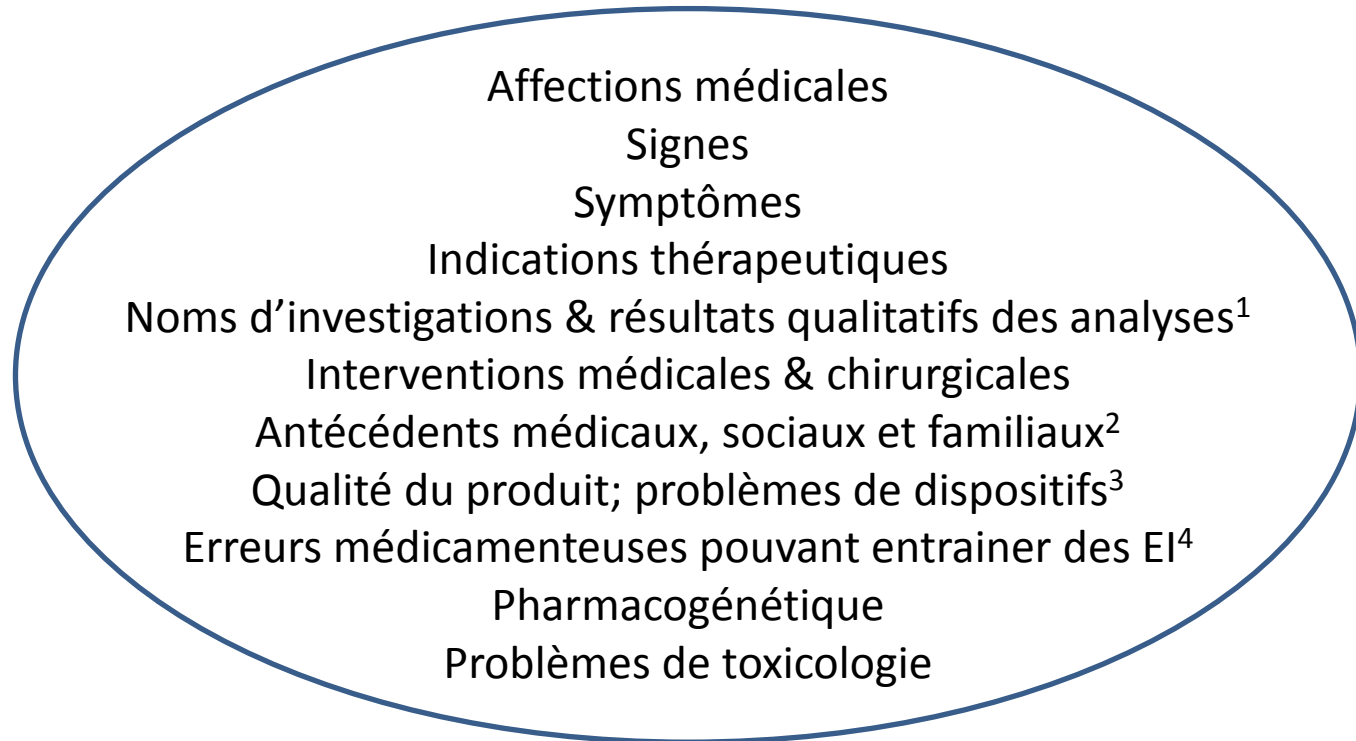 Affections médicales
Signes
Symptômes
Indications thérapeutiques
Noms d’investigations & résultats qualitatifs des analyses¹
Interventions médicales & chirurgicales
Antécédents médicaux, sociaux et familiaux²
Qualité du produit; problèmes de dispositifs³
Erreurs médicamenteuses pouvant entrainer des EI⁴
Pharmacogénétique
Problèmes de toxicologie